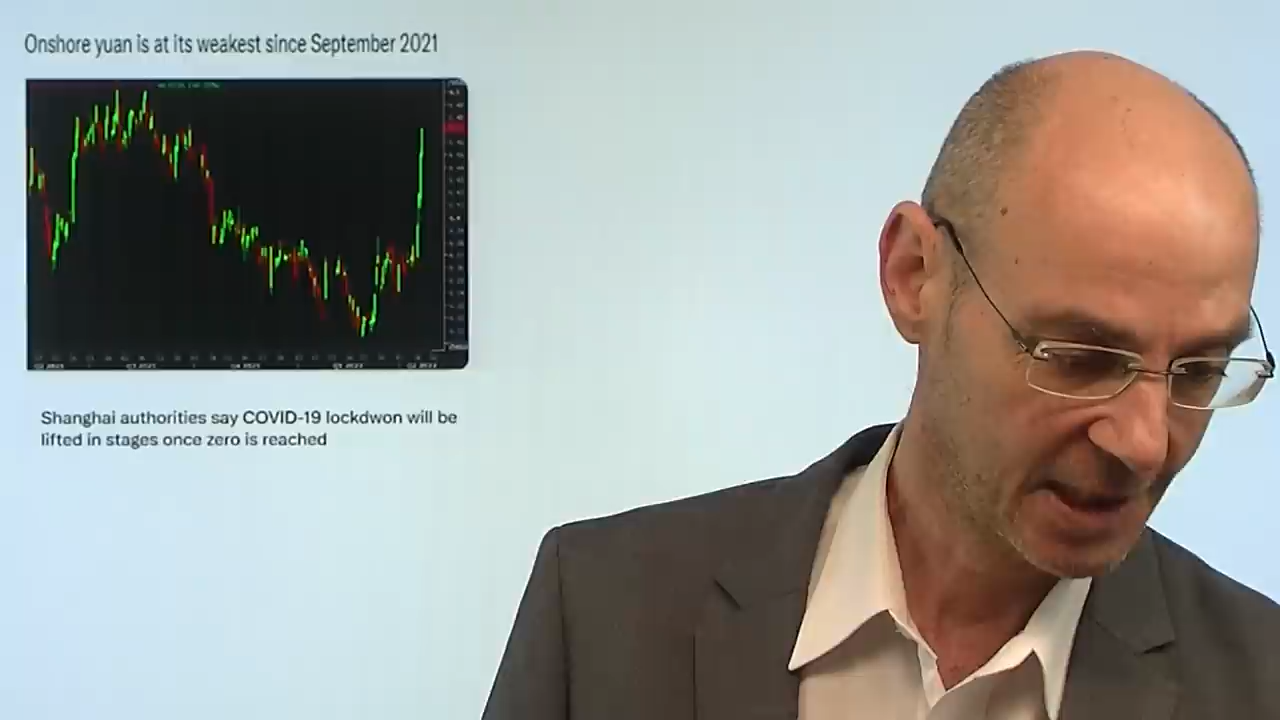 Onshore yuan is at its weakest since September 2021
Shanghai authorities say COVID-19 lockdwon will be
lifted in stages once zero is reached